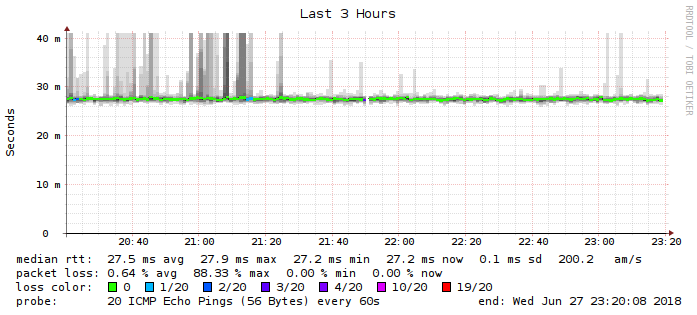 Last 3 Hours
RRDTOOL / TOBI OETIKER
Seconds
40 m
30 m
20 m
10 m
0
20:40 21:00 21:20 21:40 22:00 22:20 22:40 23:00 23:20
median rtt: 27.5 ms avg 27.9 ms max 27.2 ms min 27.2 ms now 0.1 ms sd 200.2 am/s
packet loss: 0.64 % avg 88.33 % max 0.00 % min 0.00 % now
loss color: 0 1/20 2/20 3/20 4/20 10/20 19/20
probe: 20 ICMP Echo Pings (56 Bytes) every 60s end: Wed Jun 27 23:20:08 2018